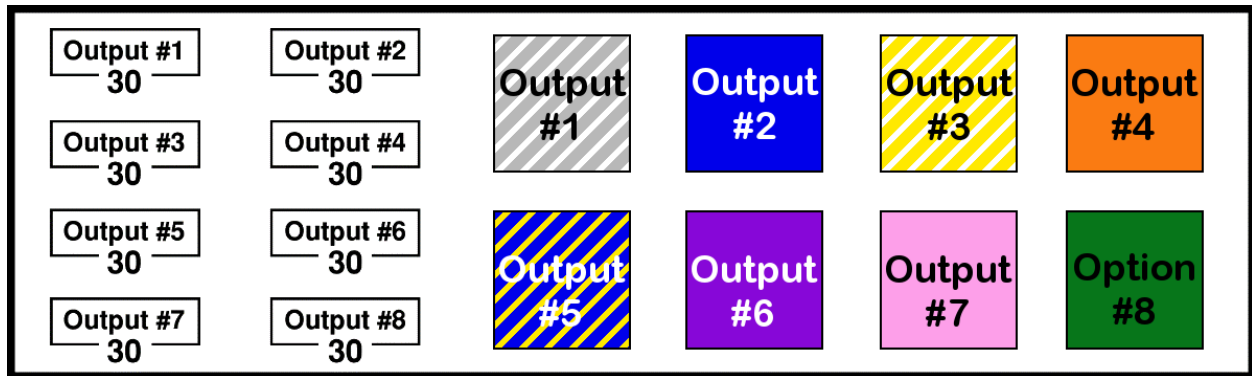 Output #1
30
Output #2
30
Output #3
30
Output #4
30
Output #5
30
Output #6
30
Output #7
30
Output #8
30
Output
#1
Output
#2
Output
#3
Output
#4
Output
#5
Output
#6
Output
#7
Option
#8